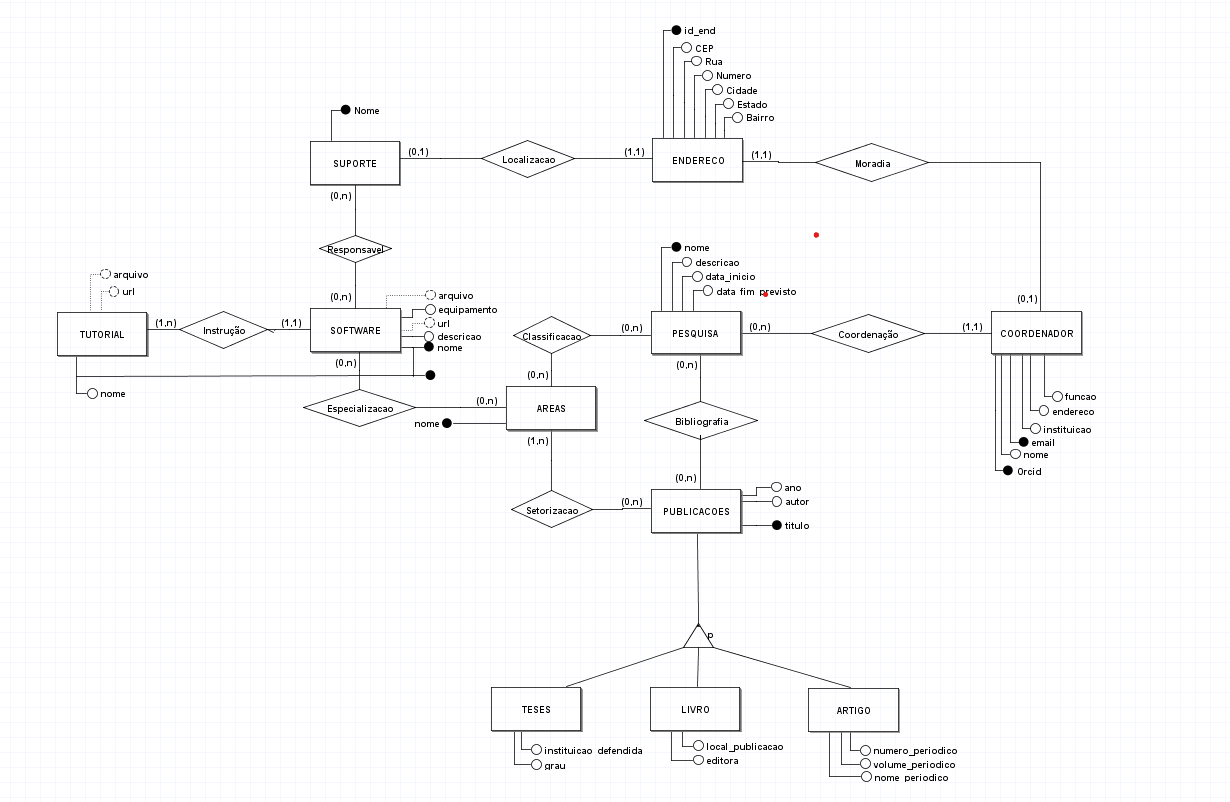 id_end
CEP
Rua
Numero
Cidade
Estado
Bairro
Nome
SUPORTE
(0,1)
Localizacao
(1,1)
ENDERECO
(1,1)
Moradia
(0,n)
Responsavel
(0,n)
nome
descricao
data_inicio
data fim previsto
arquivo
url
TUTORIAL
(1,n)
Instrução
(1,1)
SOFTWARE
arquivo
equipamento
url
descricao
nome
nome
(0,n)
Especializacao
(0,n)
Classificacao
(0,n)
(0,n)
AREAS
nome
(1,n)
PESQUISA
(0,n)
Coordenação
(1,1)
(0,1)
COORDENADOR
funcao
endereco
instituicao
email
nome
Orcid
(0,n)
Bibliografia
(0,n)
Setorizacao
(0,n)
PUBLICACOES
ano
autor
titulo
p
TESES
instituicao defendida
grau
LIVRO
local_publicacao
editora
ARTIGO
numero_periodico
volume_periodico
nome periodico